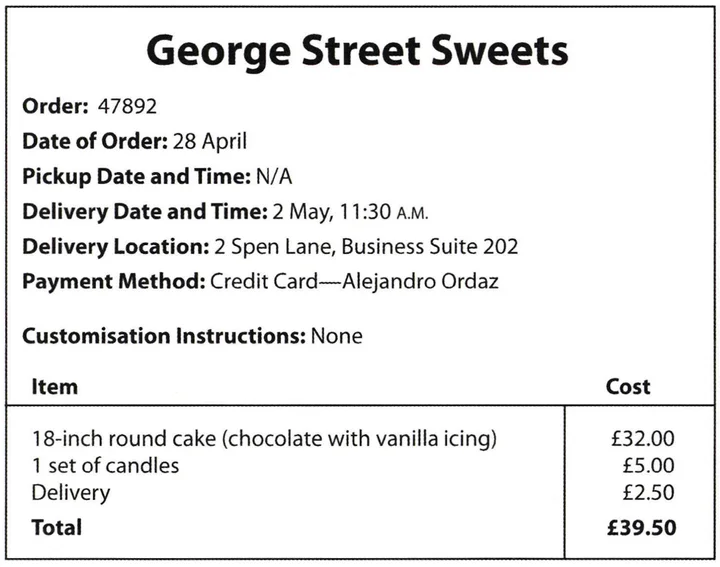 George Street Sweets
Order: 47892
Date of Order: 28 April
Pickup Date and Time: N/A
Delivery Date and Time: 2 May, 11:30 A.M.
Delivery Location: 2 Spen Lane, Business Suite 202
Payment Method: Credit Card—Alejandro Ordaz
Customisation Instructions: None
Item Cost
18-inch round cake (chocolate with vanilla icing) £32.00
1 set of candles £5.00
Delivery £2.50
Total £39.50